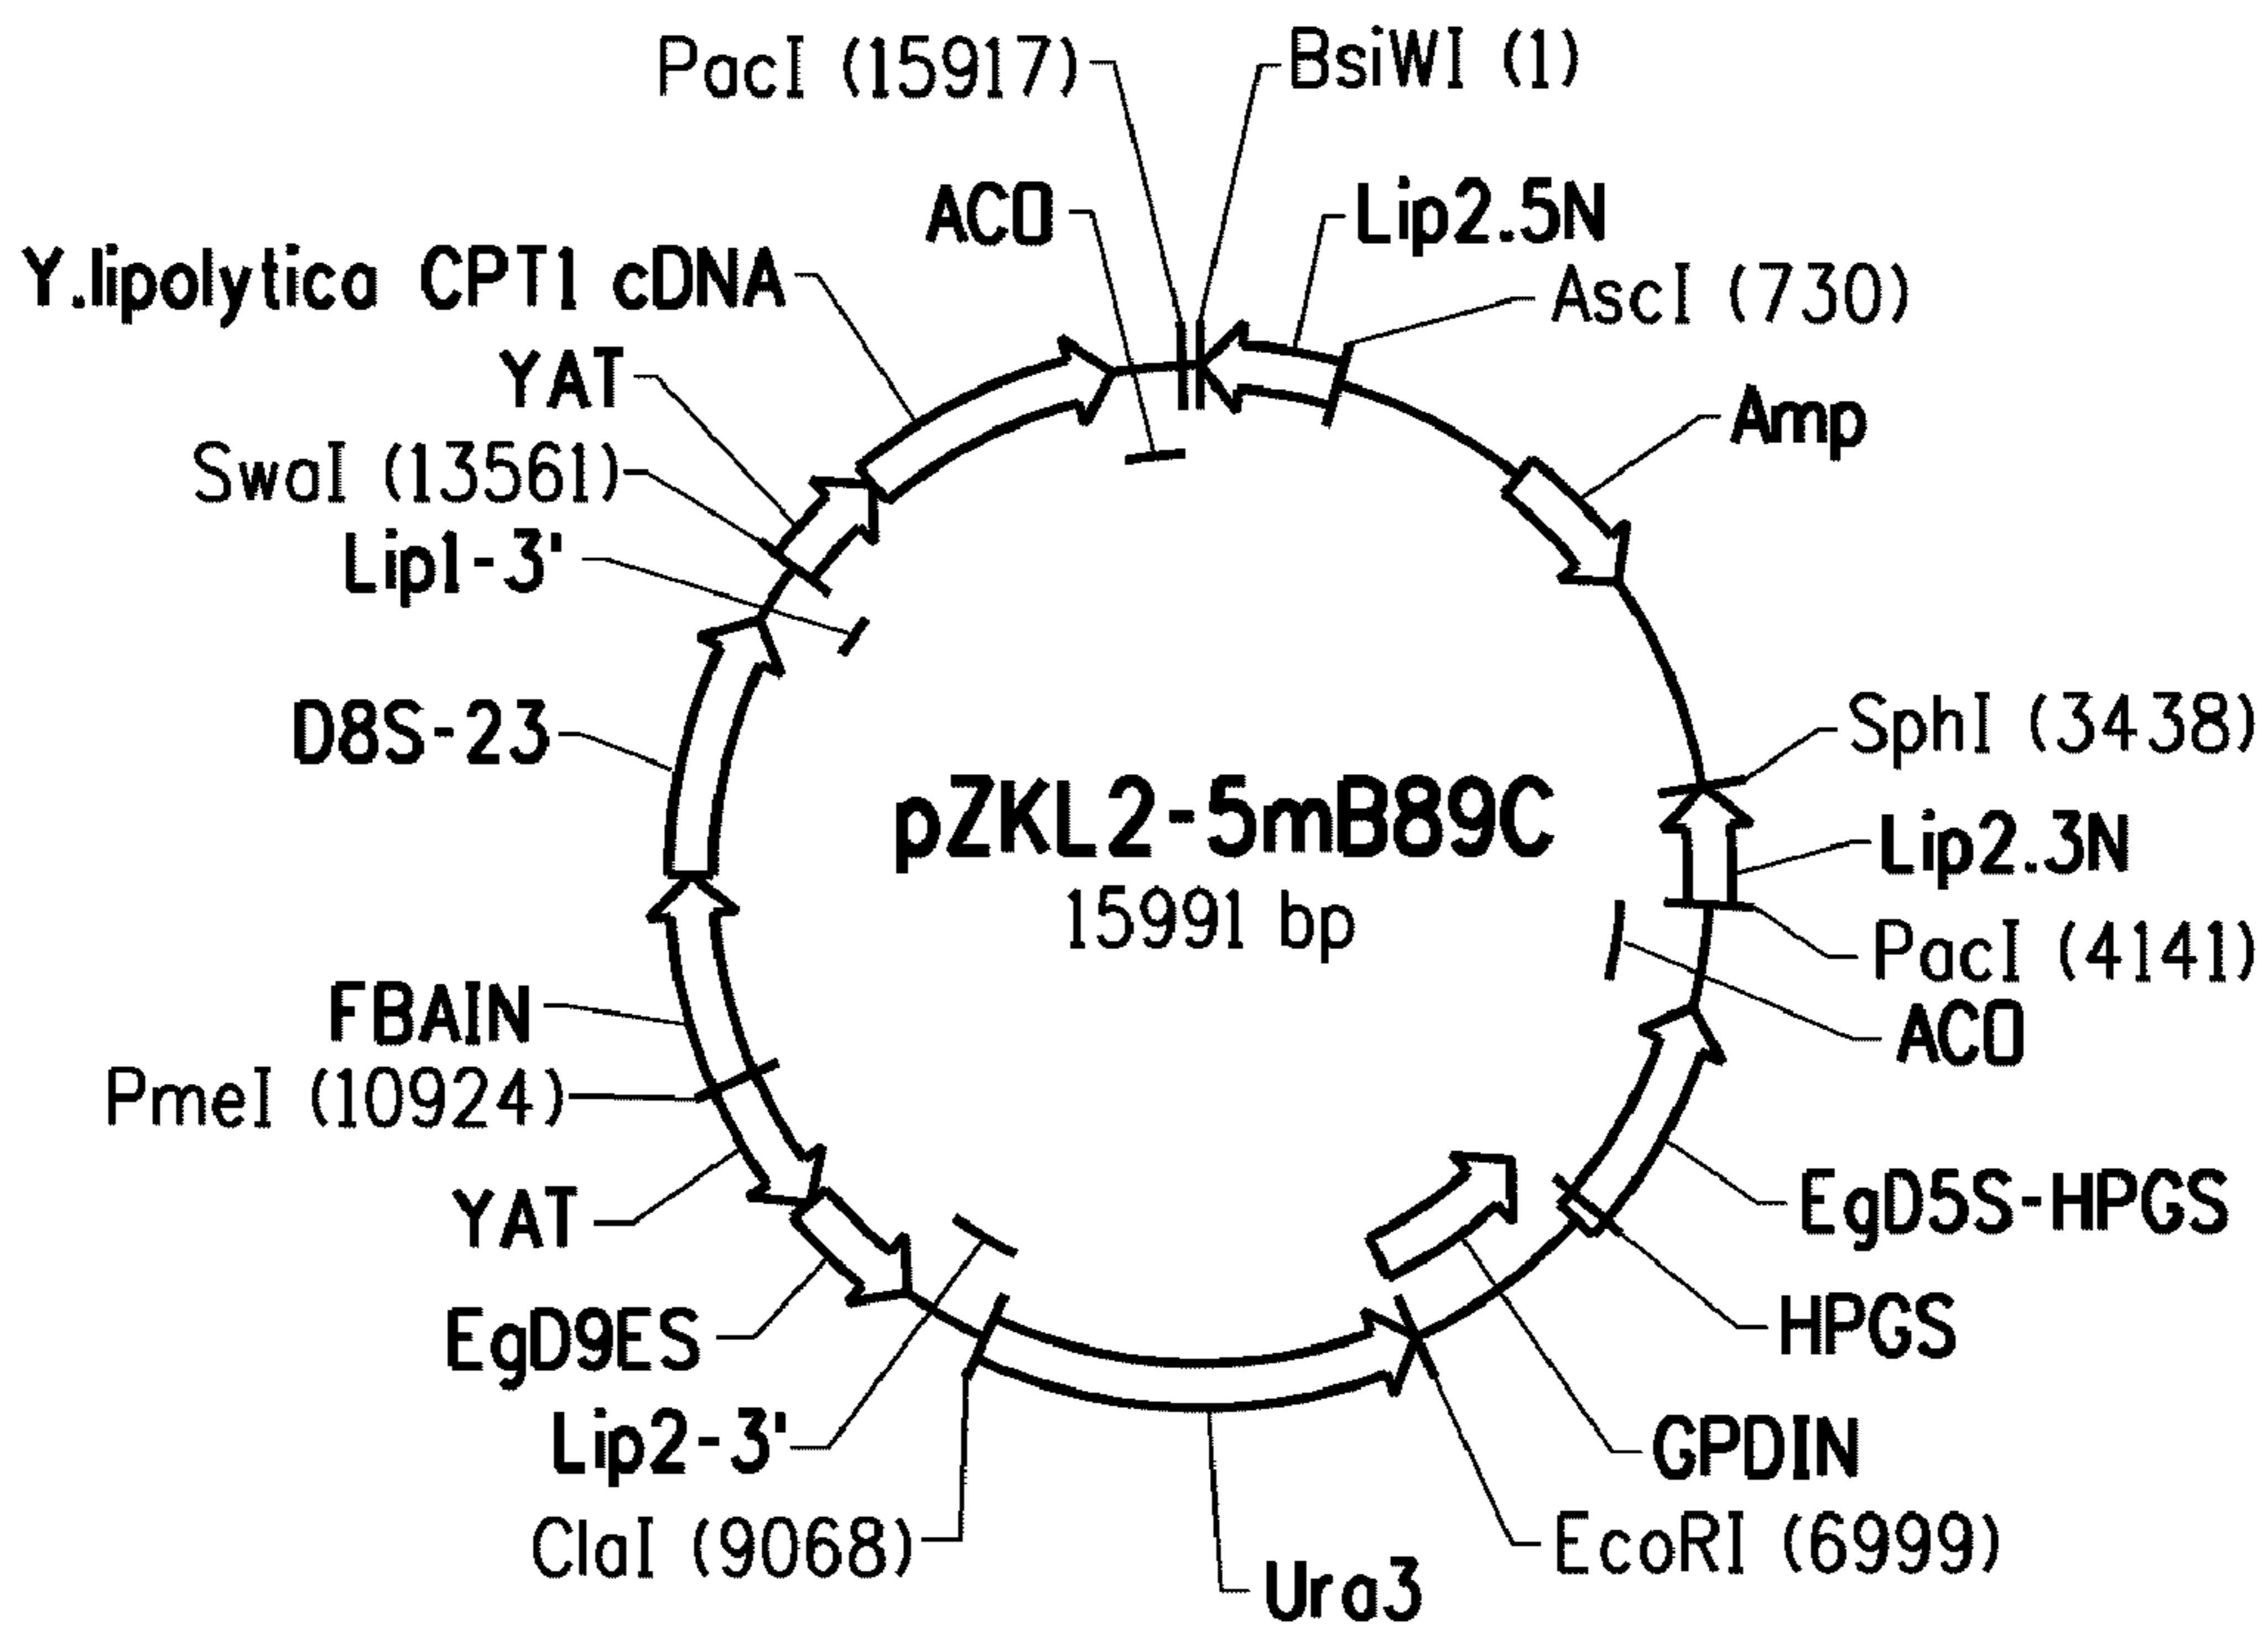 PacI (15917)
BsiWI (1)
ACO
Lip2.5N
Y.lipolytica CPT1 cDNA
AscI (730)
YAT
Amp
SwaI (13561)
Lip1-3'
D8S-23
SphI (3438)
pZKL2-5mB89C
15991 bp
Lip2.3N
PacI (4141)
FBAIN
ACO
PmeI (10924)
YAT
EgD5S-HPGS
EgD9ES
HPGS
Lip2-3'
GPDIN
ClaI (9068)
EcoRI (6999)
Ura3